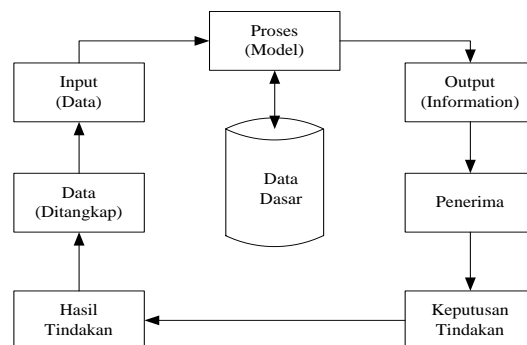 Proses
(Model)
Input
(Data)
Output
(Information)
Data
Dasar
Data
(Ditangkap)
Penerima
Hasil
Tindakan
Keputusan
Tindakan